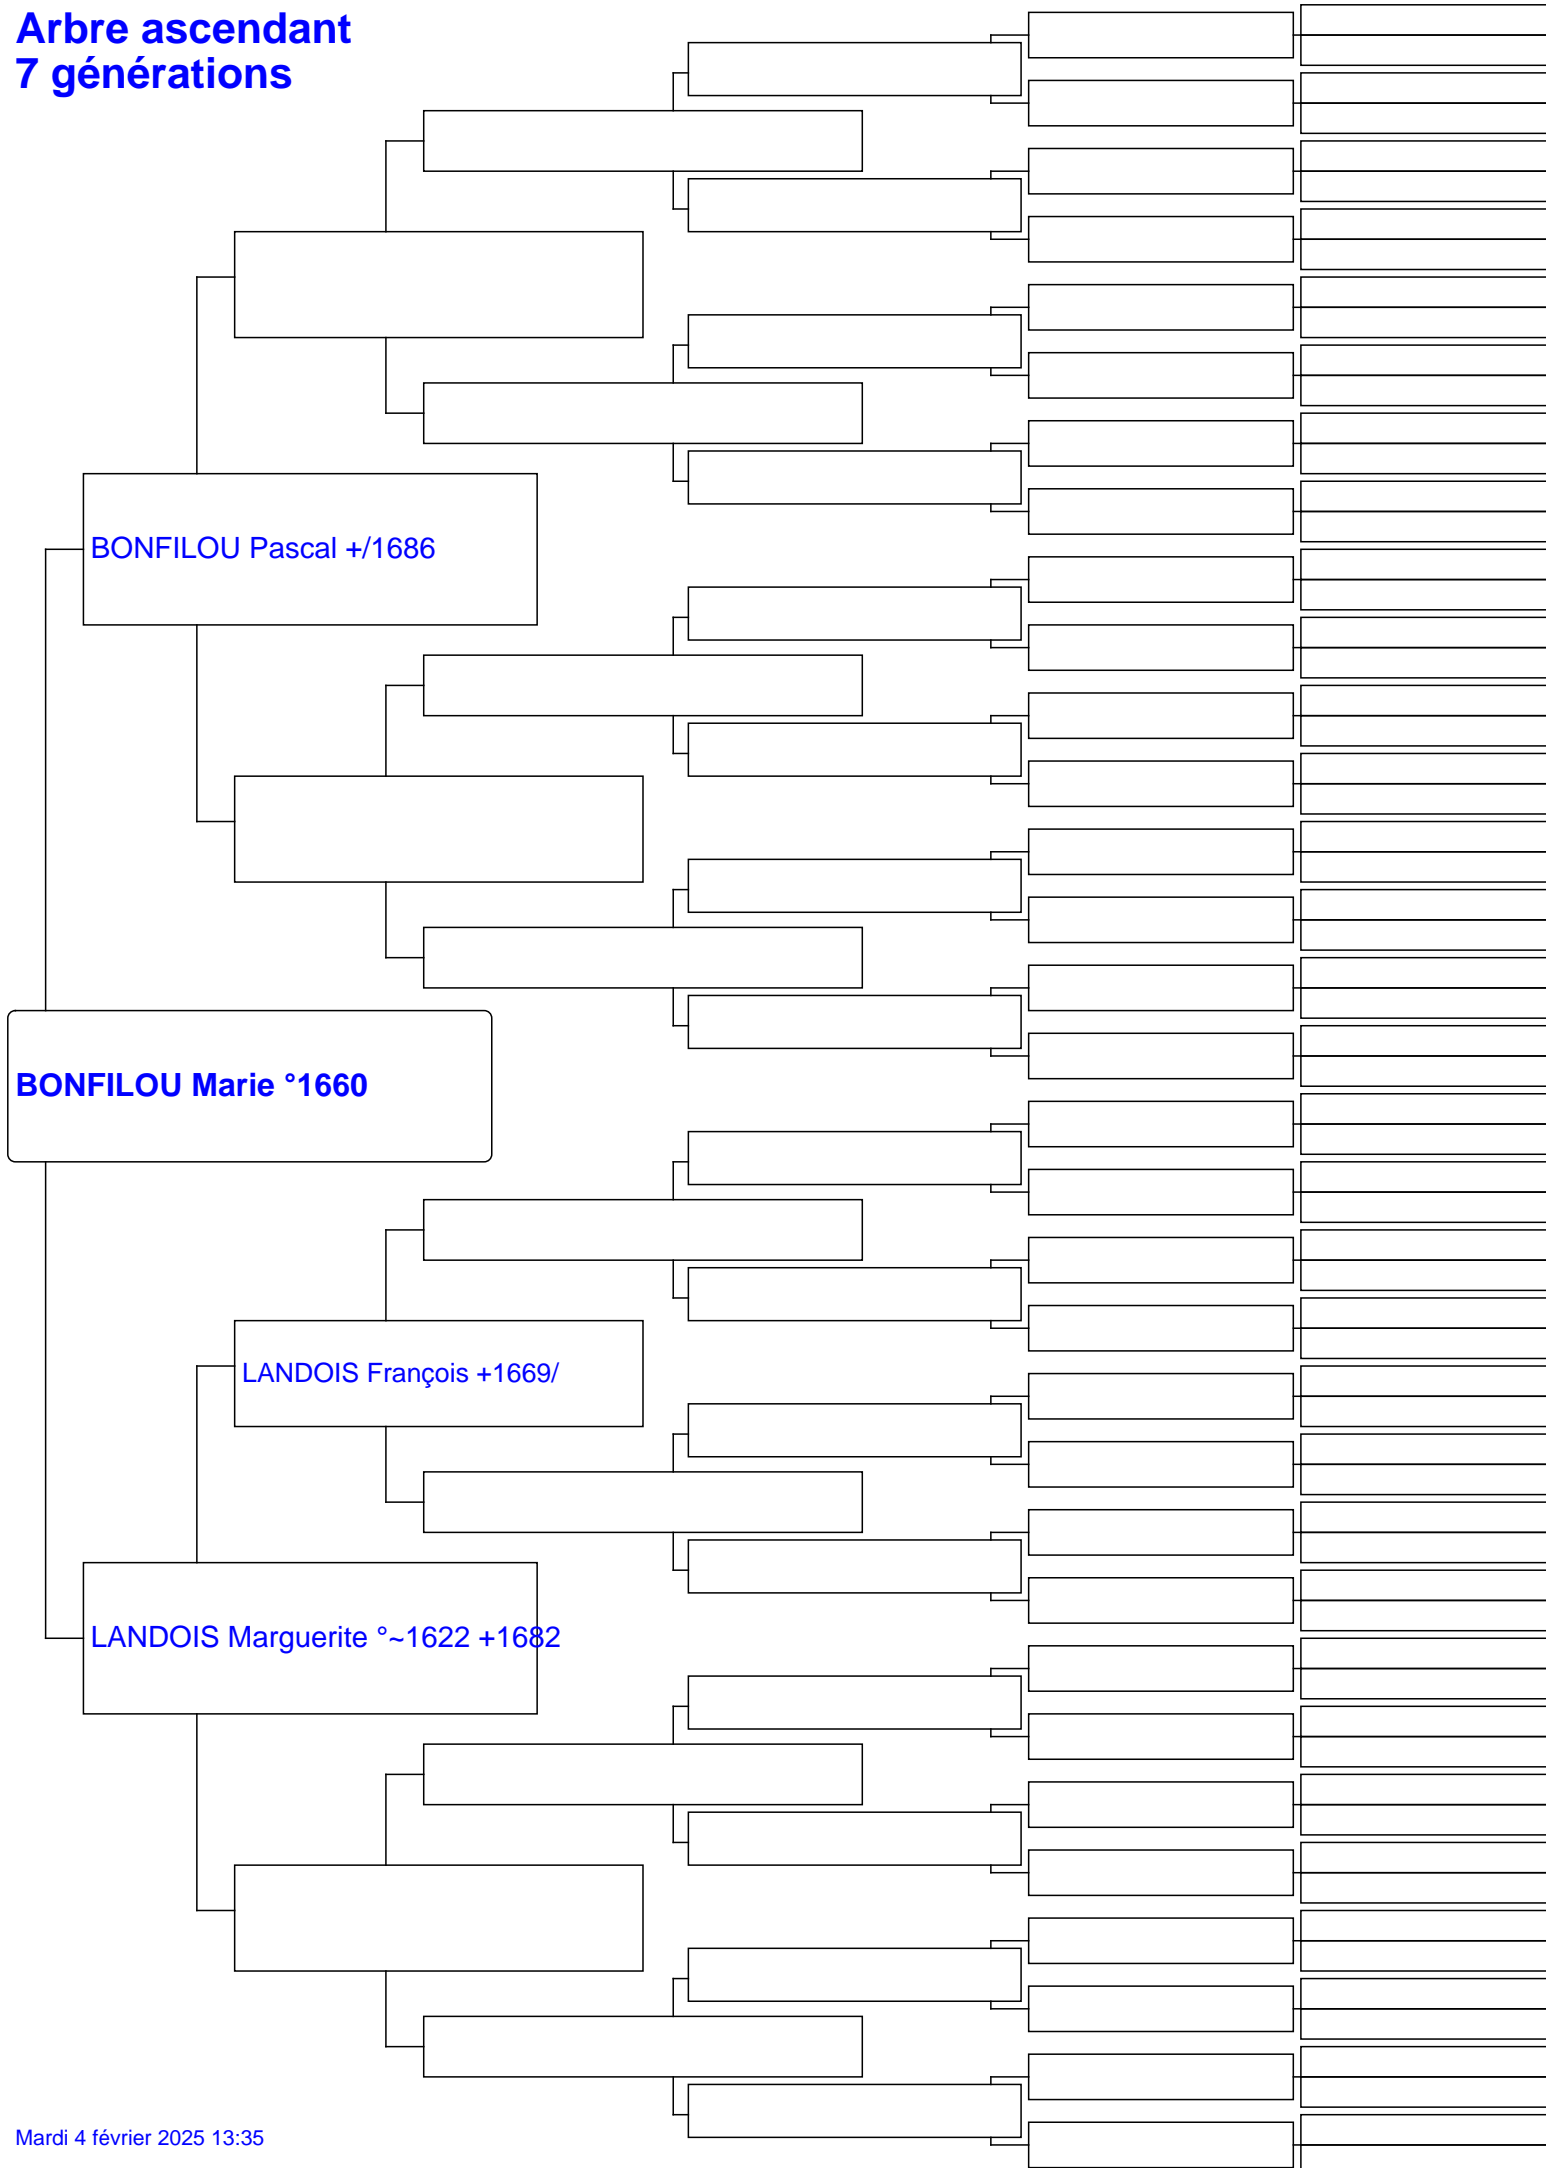 Arbre ascendant
7 générations
BONFILOU Pascal +/1686
BONFILOU Marie °1660
LANDOIS François +1669/
LANDOIS Marguerite °~1622 +1682
Mardi 4 février 2025 13:35